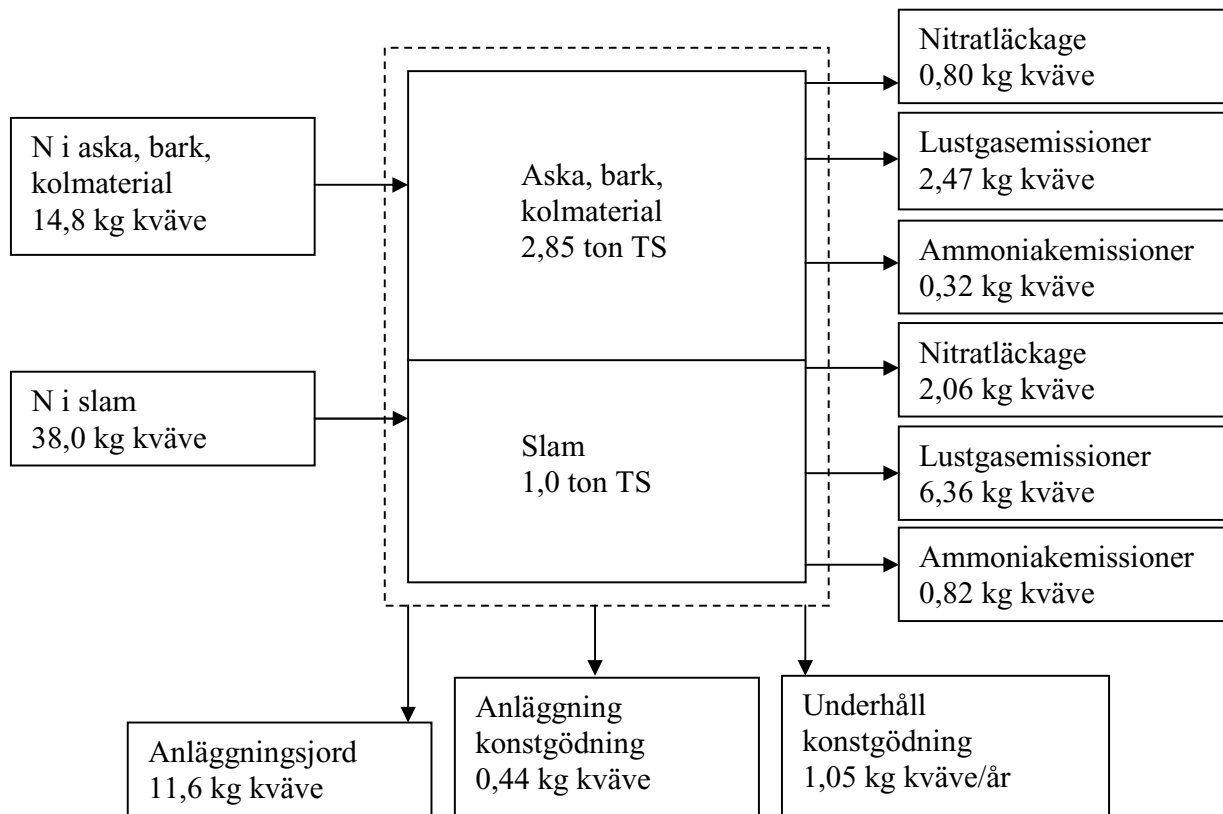 N i aska, bark,
kolmaterial
14,8 kg kväve
N i slam
38,0 kg kväve
Aska, bark,
kolmaterial
2,85 ton TS
Slam
1,0 ton TS
Nitratläckage
0,80 kg kväve
Lustgasemissioner
2,47 kg kväve
Ammoniakemissioner
0,32 kg kväve
Nitratläckage
2,06 kg kväve
Lustgasemissioner
6,36 kg kväve
Ammoniakemissioner
0,82 kg kväve
Anläggningsjord
11,6 kg kväve
Anläggning
konstgödning
0,44 kg kväve
Underhåll
konstgödning
1,05 kg kväve/år